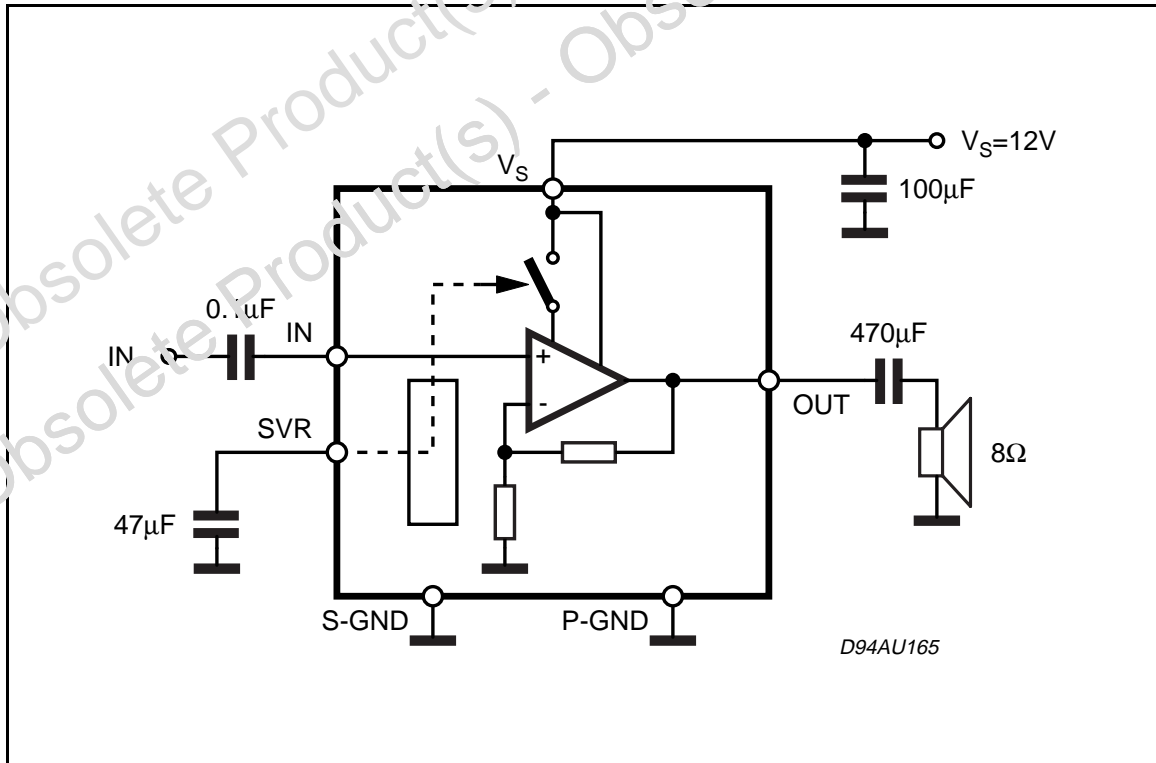 Obsolete Product(s)
Obsolete Product(s) - Obs
V_S=12V
V_S
100µF
0.1µF
IN
IN
+
470µF
-
OUT
SVR
8Ω
47µF
S-GND
P-GND
D94AU165